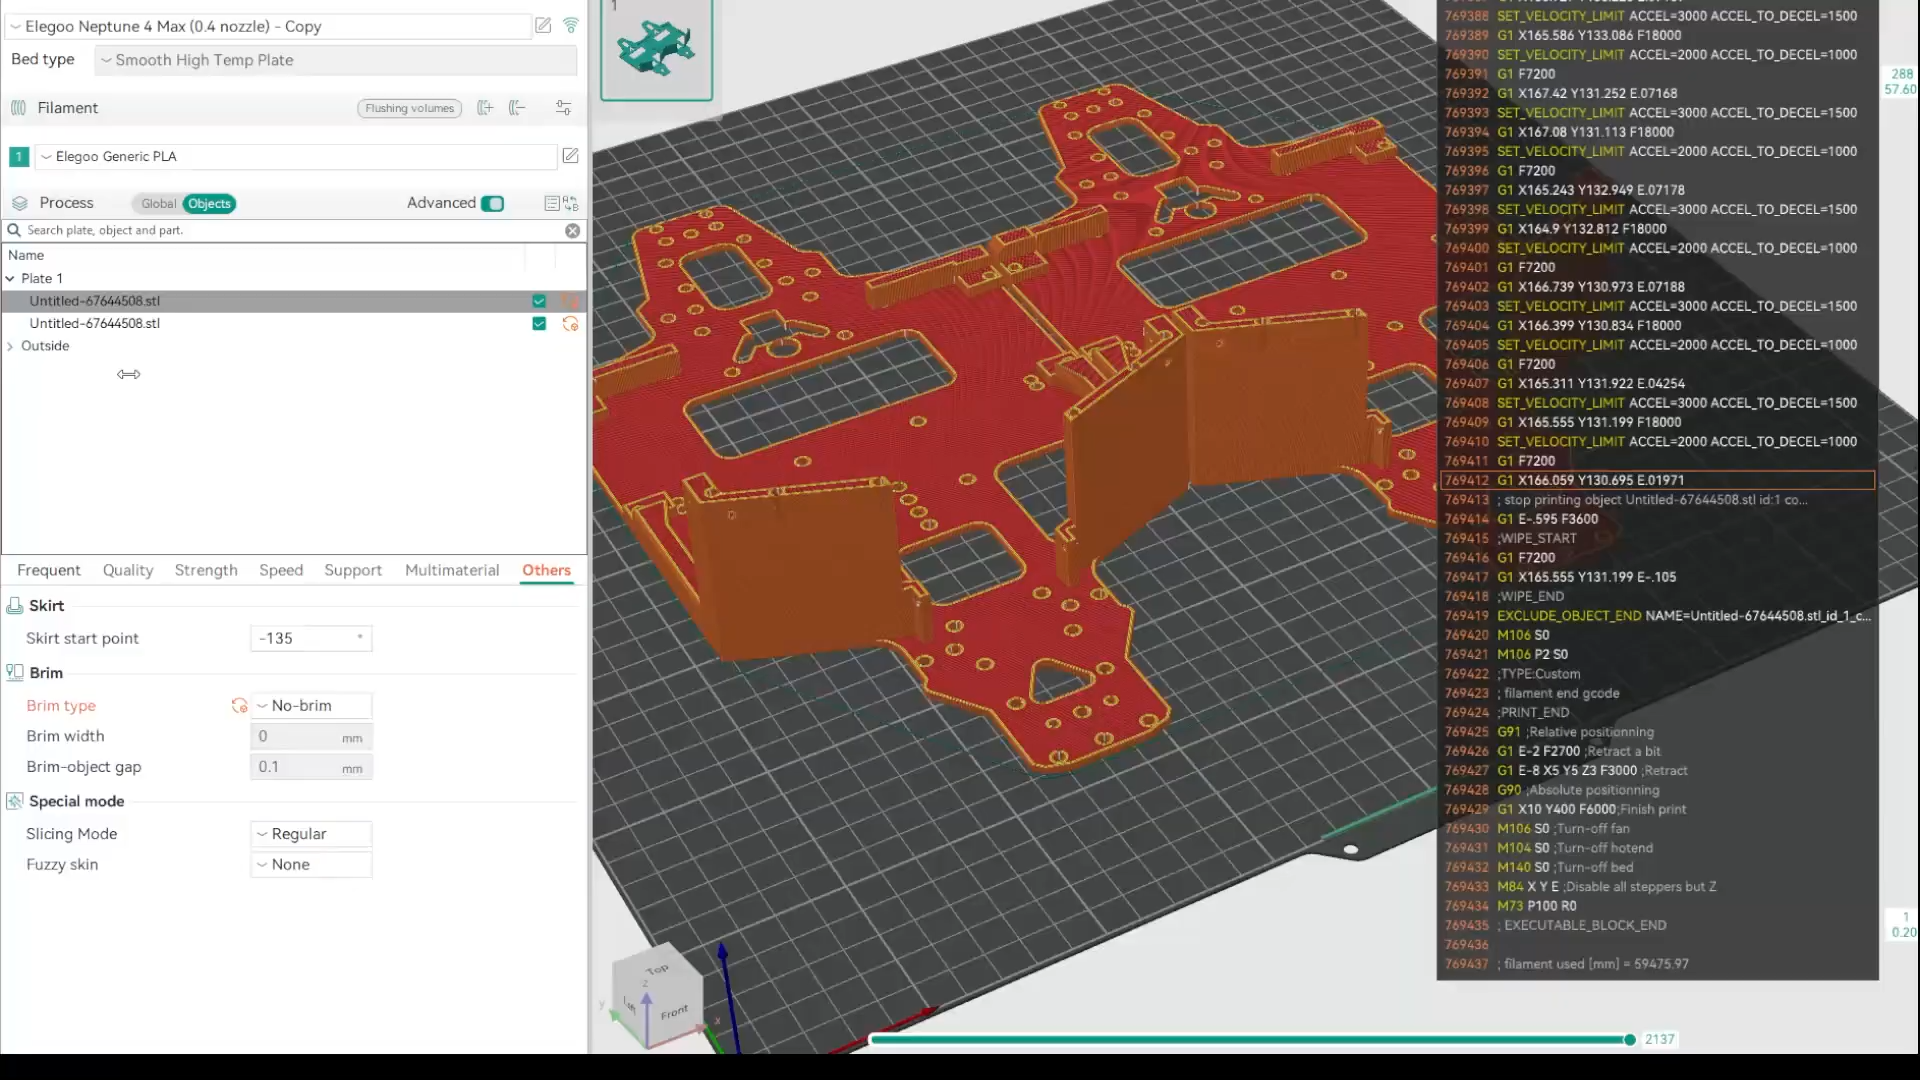 Elegoo Neptune 4 Max (0.4 nozzle) - Copy
Bed type
Smooth High Temp Plate
Filament
Flushing volumes
1
Elegoo Generic PLA
Process
Global
Objects
Advanced
Search plate, object and part.
Name
Plate 1
Untitled-67644508.stl
Untitled-67644508.stl
Outside
Frequent
Quality
Strength
Speed
Support
Multimaterial
Others
Skirt
Skirt start point
-135
°
Brim
Brim type
No-brim
Brim width
0
mm
Brim-object gap
0.1
mm
Special mode
Slicing Mode
Regular
Fuzzy skin
None
1
Top
Front
z
x
y
769388 SET_VELOCITY_LIMIT ACCEL=3000 ACCEL_TO_DECEL=1500
769389 G1 X165.586 Y133.086 F18000
769390 SET_VELOCITY_LIMIT ACCEL=2000 ACCEL_TO_DECEL=1000
769391 G1 F7200
769392 G1 X167.42 Y131.252 E.07168
769393 SET_VELOCITY_LIMIT ACCEL=3000 ACCEL_TO_DECEL=1500
769394 G1 X167.08 Y131.113 F18000
769395 SET_VELOCITY_LIMIT ACCEL=2000 ACCEL_TO_DECEL=1000
769396 G1 F7200
769397 G1 X165.243 Y132.949 E.07178
769398 SET_VELOCITY_LIMIT ACCEL=3000 ACCEL_TO_DECEL=1500
769399 G1 X164.9 Y132.812 F18000
769400 SET_VELOCITY_LIMIT ACCEL=2000 ACCEL_TO_DECEL=1000
769401 G1 F7200
769402 G1 X166.739 Y130.973 E.07188
769403 SET_VELOCITY_LIMIT ACCEL=3000 ACCEL_TO_DECEL=1500
769404 G1 X166.399 Y130.834 F18000
769405 SET_VELOCITY_LIMIT ACCEL=2000 ACCEL_TO_DECEL=1000
769406 G1 F7200
769407 G1 X165.311 Y131.922 E.04254
769408 SET_VELOCITY_LIMIT ACCEL=3000 ACCEL_TO_DECEL=1500
769409 G1 X165.555 Y131.199 F18000
769410 SET_VELOCITY_LIMIT ACCEL=2000 ACCEL_TO_DECEL=1000
769411 G1 F7200
769412 G1 X166.059 Y130.695 E.01971
769413 ; stop printing object Untitled-67644508.stl id:1 co...
769414 G1 E-.595 F3600
769415 ;WIPE_START
769416 G1 F7200
769417 G1 X165.555 Y131.199 E-.105
769418 ;WIPE_END
769419 EXCLUDE_OBJECT_END NAME=Untitled-67644508.stl_id_1_c...
769420 M106 S0
769421 M106 P2 S0
769422 ;TYPE:Custom
769423 ; filament end gcode
769424 ;PRINT_END
769425 G91 ;Relative positionning
769426 G1 E-2 F2700 ;Retract a bit
769427 G1 E-8 X5 Y5 Z3 F3000 ;Retract
769428 G90 ;Absolute positionning
769429 G1 X10 Y400 F6000;Finish print
769430 M106 S0 ;Turn-off fan
769431 M104 S0 ;Turn-off hotend
769432 M140 S0 ;Turn-off bed
769433 M84 X Y E ;Disable all steppers but Z
769434 M73 P100 R0
769435 ; EXECUTABLE_BLOCK_END
769436
769437 ; filament used [mm] = 59475.97
288
57.60
1
0.20
2137